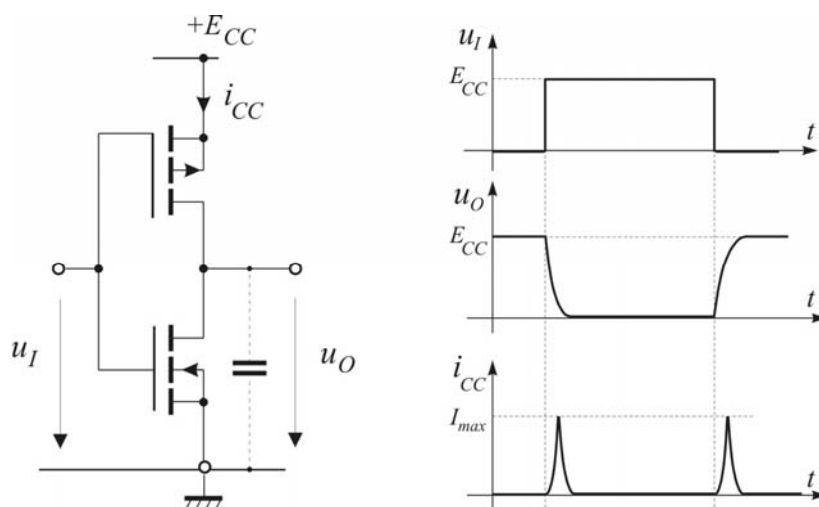 +E_CC
i_CC
u_I
u_O
u_I
E_CC
t
u_O
E_CC
t
i_CC
I_max
t